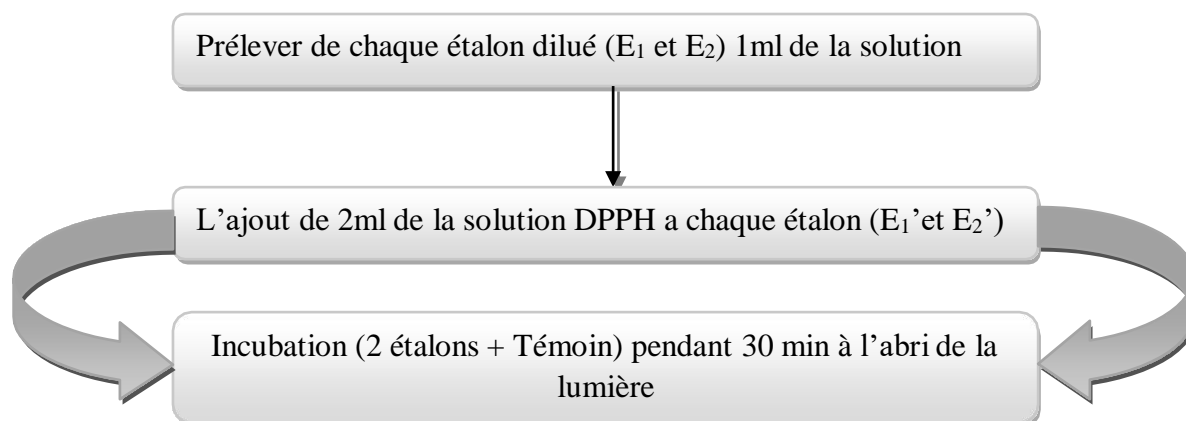 Prélever de chaque étalon dilué (E₁ et E₂) 1ml de la solution
L’ajout de 2ml de la solution DPPH a chaque étalon (E₁’et E₂’)
Incubation (2 étalons + Témoin) pendant 30 min à l’abri de la
lumière